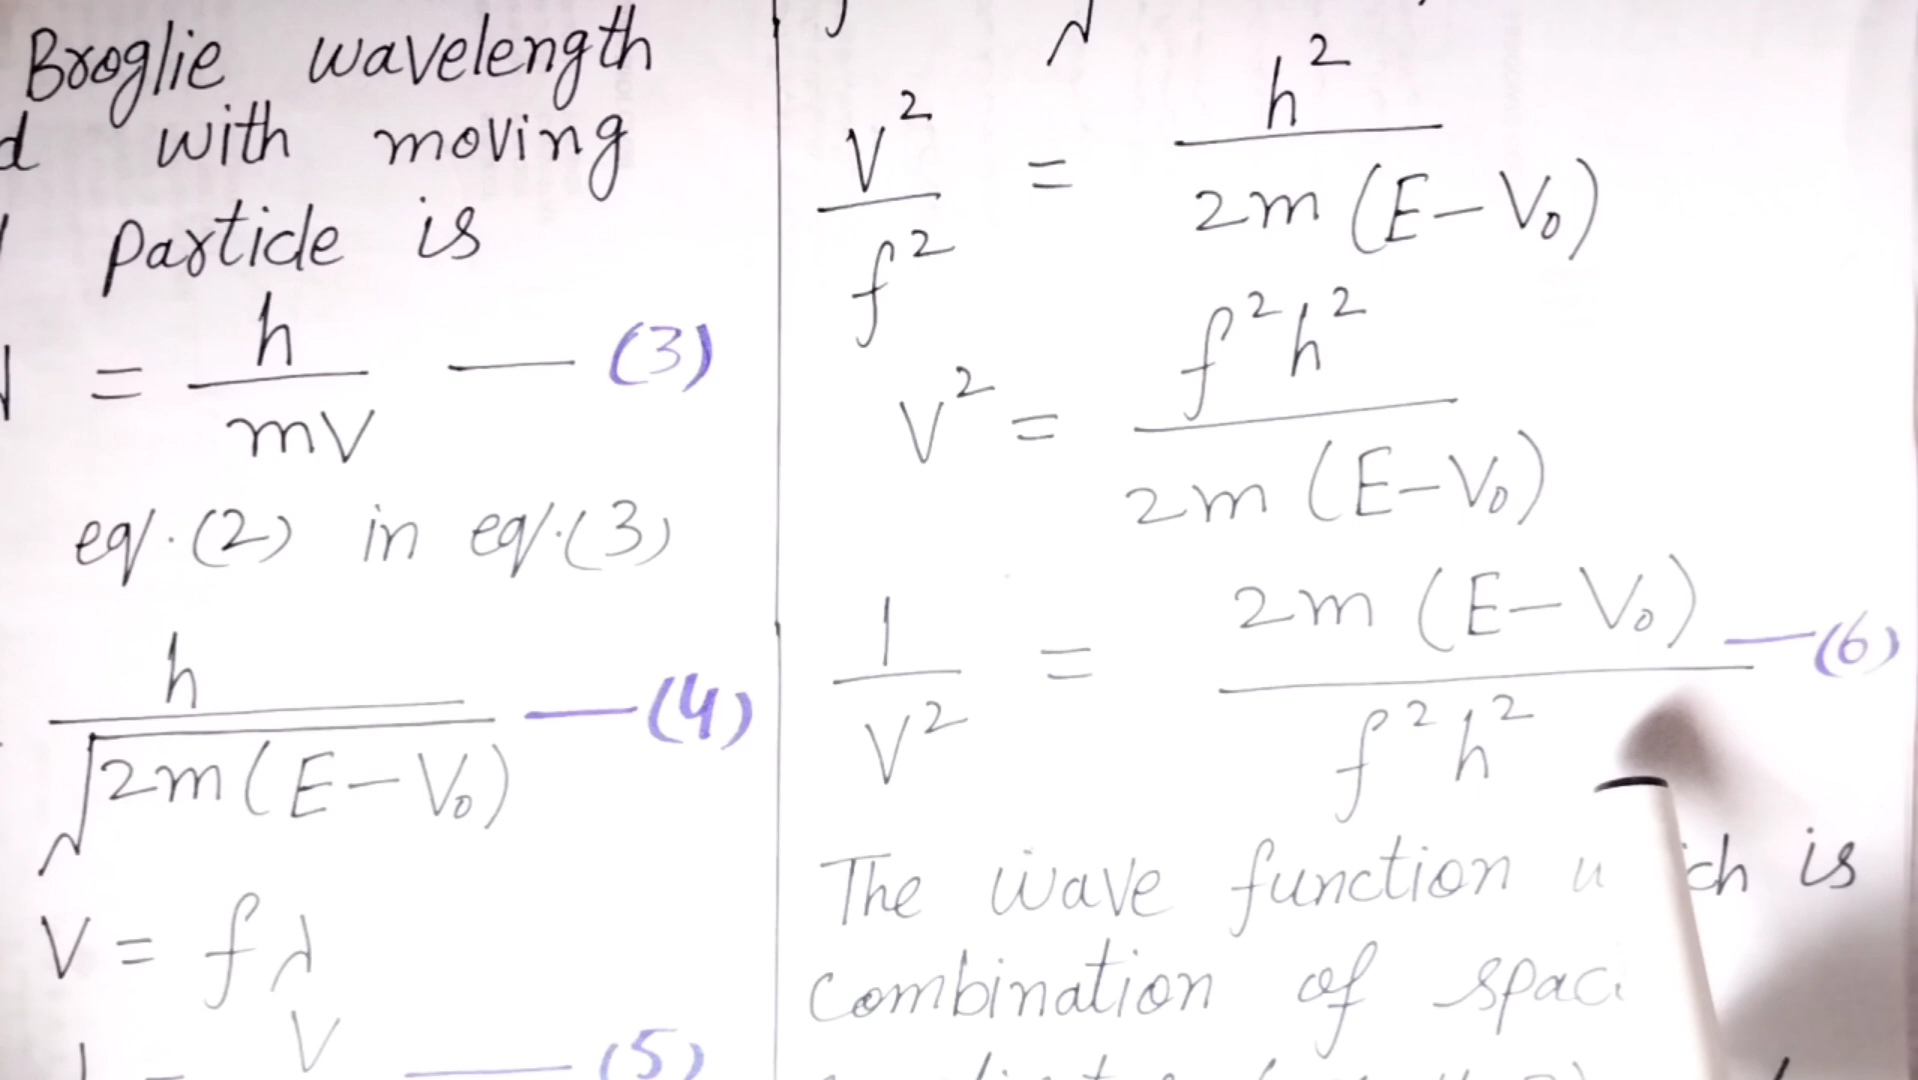 Broglie wavelength
d with moving
particle is
λ = h/mv — (3)
eq. (2) in eq. (3)
h/√2m(E-V₀) — (4)
V = fλ
V — (5)
V²/f² = h²/2m(E-V₀)
V² = f²h²/2m(E-V₀)
1/V² = 2m(E-V₀)/f²h² — (6)
The wave function is
combination of